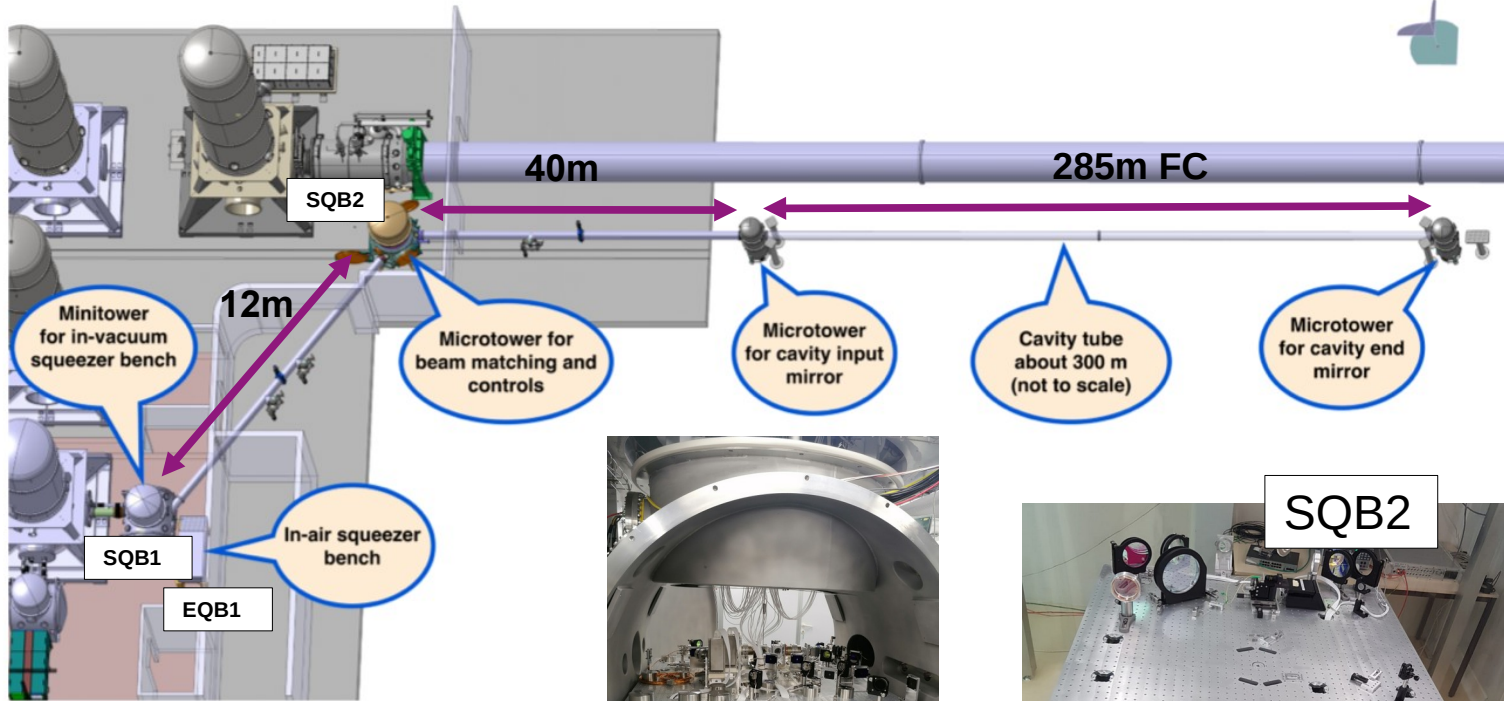 40m
285m FC
SQB2
12m
Minitower
for in-vacuum
squeezer bench
Microtower for
beam matching and
controls
Microtower
for cavity input
mirror
Cavity tube
about 300 m
(not to scale)
Microtower
for cavity end
mirror
In-air squeezer
bench
SQB1
EQB1
SQB2